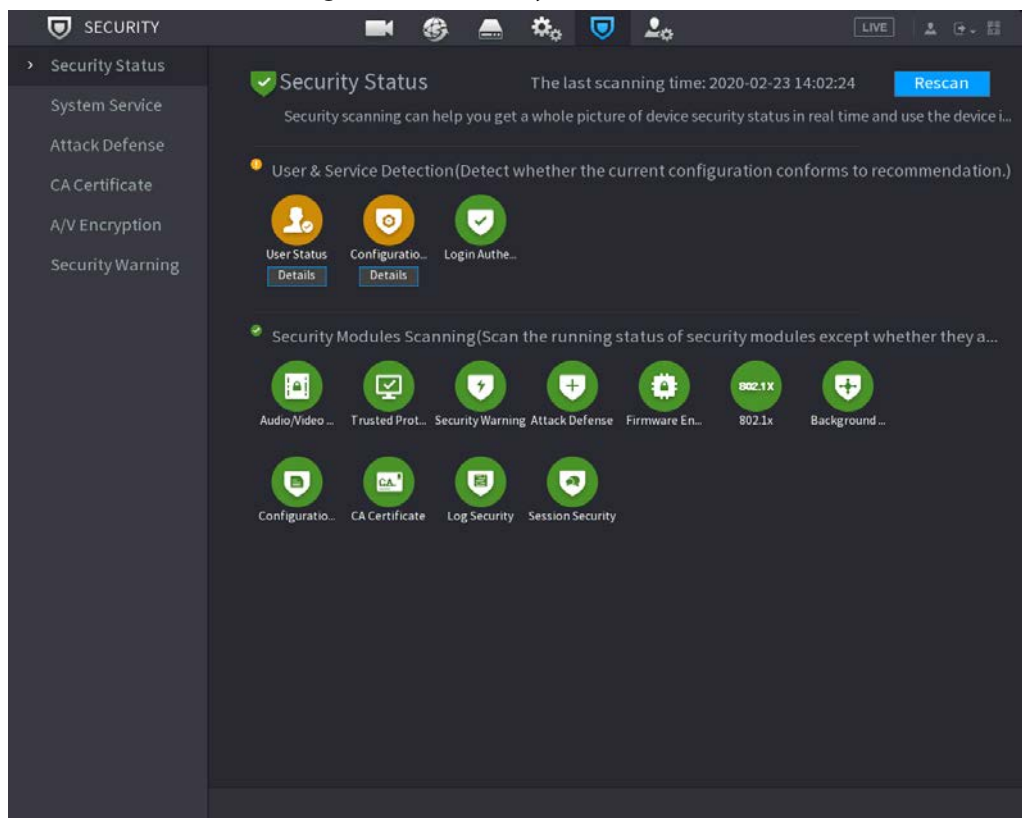 SECURITY
LIVE
Security Status
System Service
Attack Defense
CA Certificate
A/V Encryption
Security Warning
Security Status
The last scanning time: 2020-02-23 14:02:24
Rescan
Security scanning can help you get a whole picture of device security status in real time and use the device i...
User & Service Detection(Detect whether the current configuration conforms to recommendation.)
User Status Configuratio... Login Authe...
Details Details
Security Modules Scanning(Scan the running status of security modules except whether they a...
802.1X
Audio/Video ... Trusted Prot... Security Warning Attack Defense Firmware En... 802.1x Background ...
CA.
Configuratio... CA Certificate Log Security Session Security